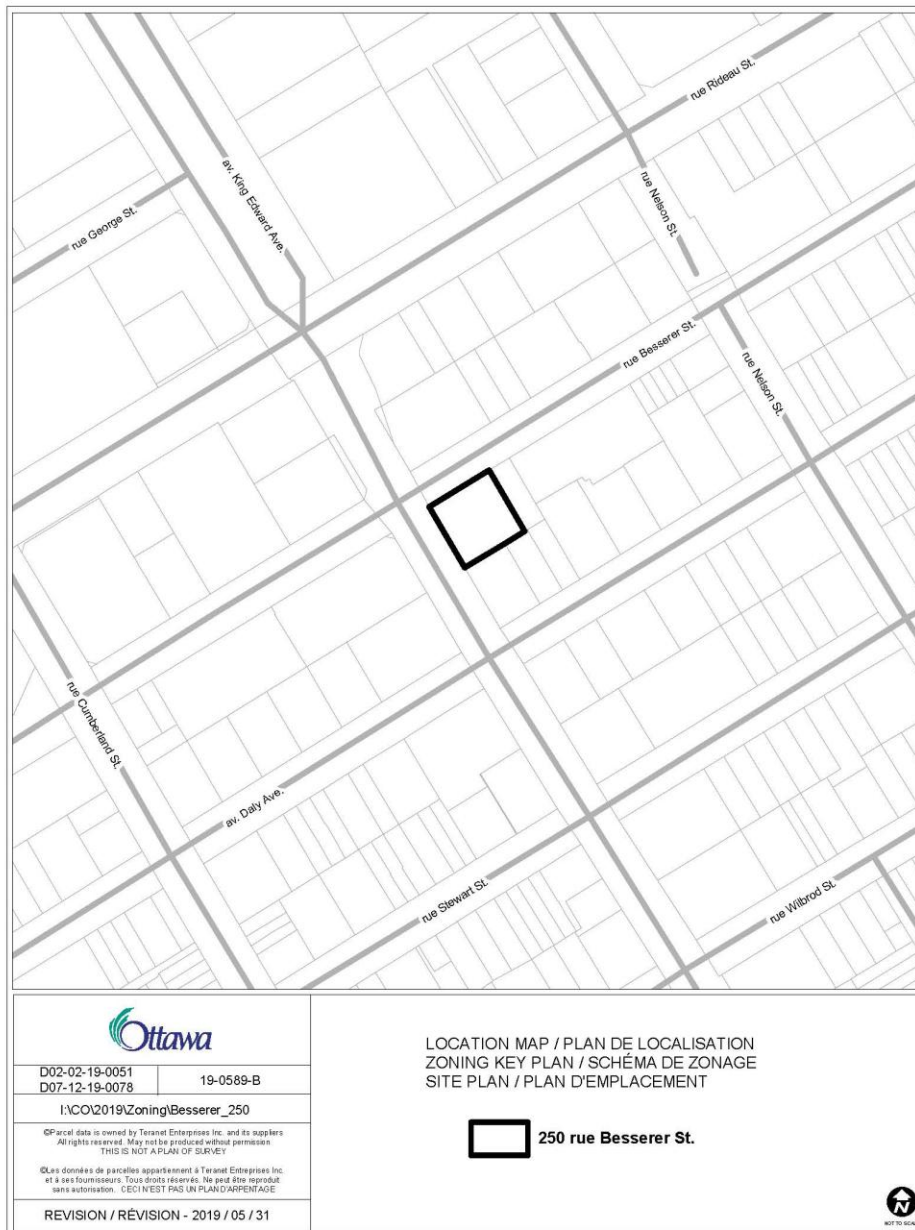 rue Rideau St.
av. King Edward Ave.
rue Nelson St.
rue George St.
rue Besserer St.
rue Nelson St.
rue Cumberland St.
av. Daly Ave.
rue Stewart St.
rue Wilbrod St.
Ottawa
D02-02-19-0051
D07-12-19-0078
19-0589-B
I:\CO\2019\Zoning\Besserer_250
©Parcel data is owned by Teranet Enterprises Inc. and its suppliers
All rights reserved. May not be produced without permission
THIS IS NOT A PLAN OF SURVEY
©Les données de parcelles appartiennent à Teranet Entreprises Inc.
et à ses fournisseurs. Tous droits réservés. Ne peut être reproduit
sans autorisation. CECI N'EST PAS UN PLAN D'ARPENTAGE
REVISION / RÉVISION - 2019 / 05 / 31
LOCATION MAP / PLAN DE LOCALISATION
ZONING KEY PLAN / SCHÉMA DE ZONAGE
SITE PLAN / PLAN D'EMPLACEMENT
250 rue Besserer St.
N
NOT TO SCALE